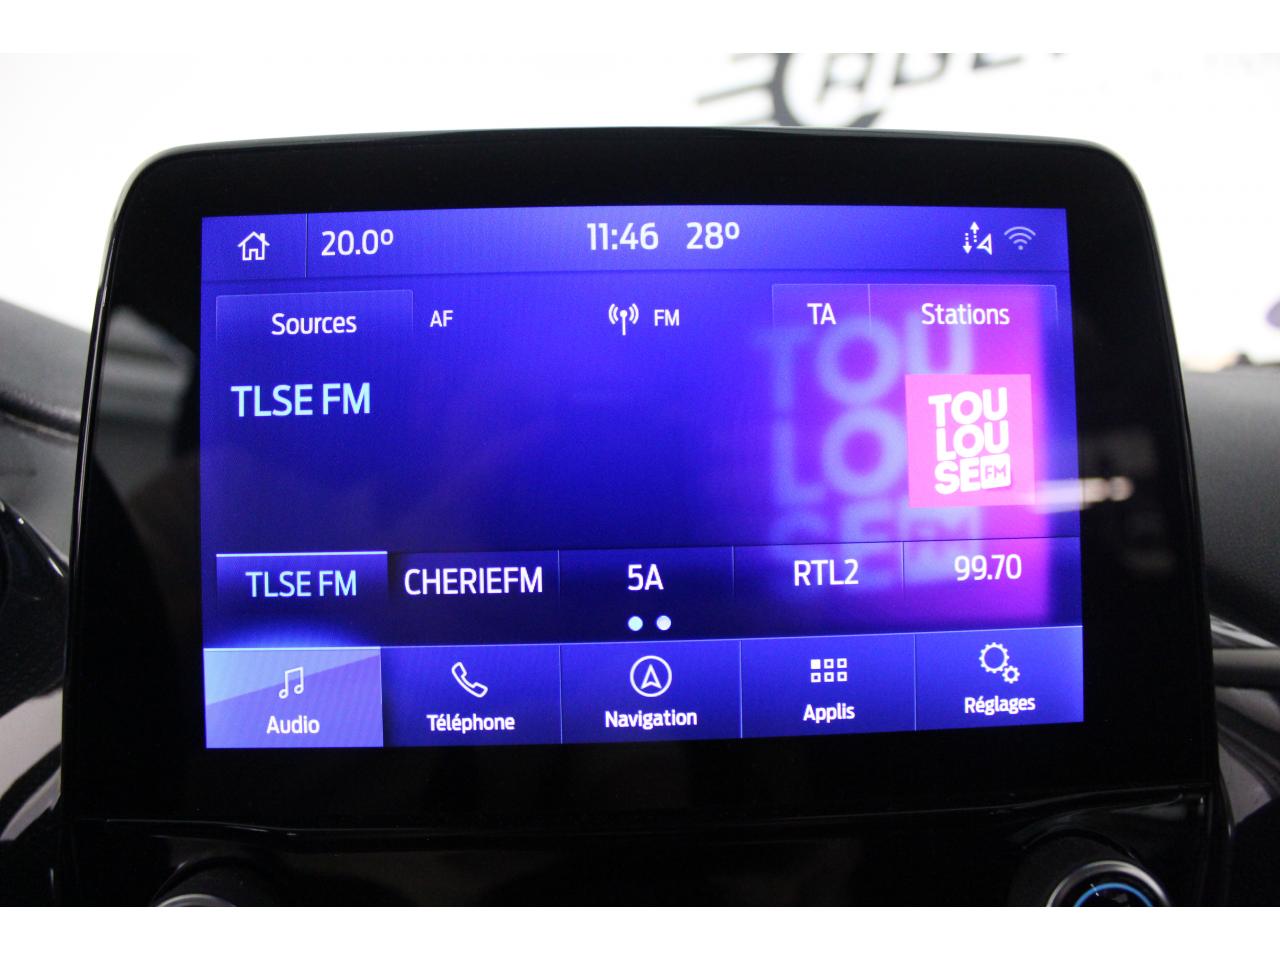 20.0º 11:46 28º
Sources AF FM TA Stations
TLSE FM
TOU
LOU
SE FM
TLSE FM CHERIEFM 5A RTL2 99.70
Audio Téléphone Navigation Applis Réglages